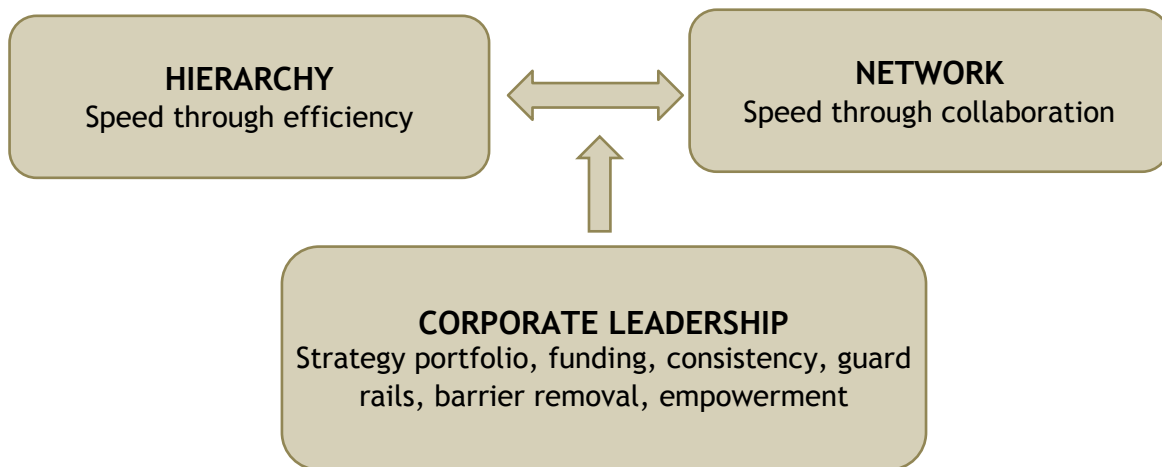 HIERARCHY
Speed through efficiency
NETWORK
Speed through collaboration
CORPORATE LEADERSHIP
Strategy portfolio, funding, consistency, guard
rails, barrier removal, empowerment